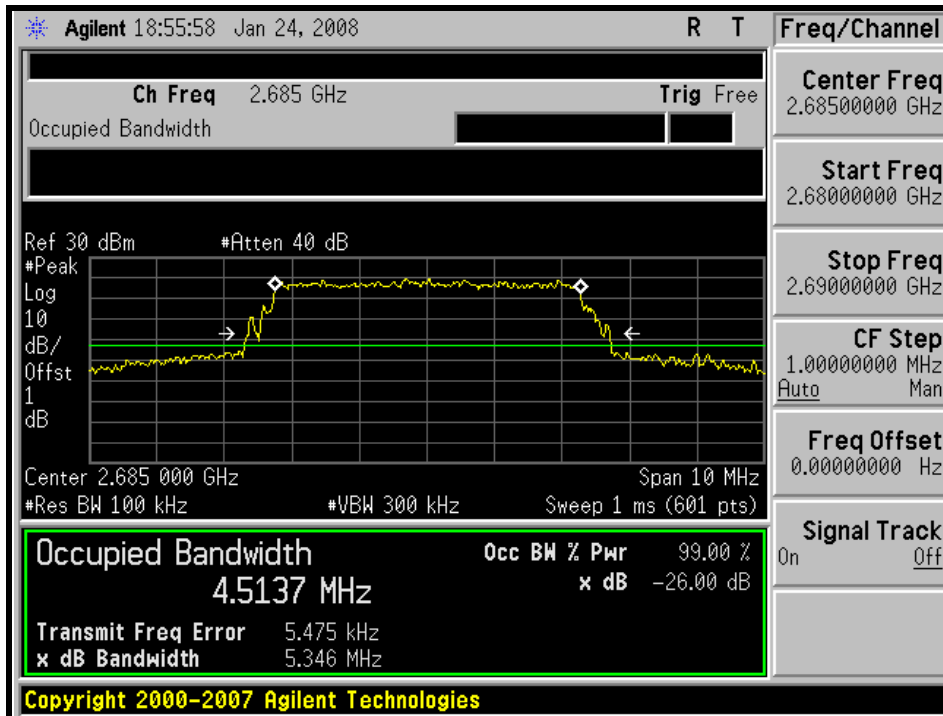 Agilent 18:55:58 Jan 24, 2008 R T Freq/Channel
Ch Freq 2.685 GHz Trig Free
Occupied Bandwidth
Center Freq
2.68500000 GHz
Start Freq
2.68000000 GHz
Stop Freq
2.69000000 GHz
CF Step
1.00000000 MHz
Auto Man
Freq Offset
0.00000000 Hz
Signal Track
On Off
Ref 30 dBm #Atten 40 dB
#Peak
Log
10
dB/
Offst
1
dB
Center 2.685 000 GHz Span 10 MHz
#Res BW 100 kHz #VBW 300 kHz Sweep 1 ms (601 pts)
Occupied Bandwidth
4.5137 MHz
Occ BW % Pwr 99.00 %
x dB -26.00 dB
Transmit Freq Error 5.475 kHz
x dB Bandwidth 5.346 MHz
Copyright 2000-2007 Agilent Technologies